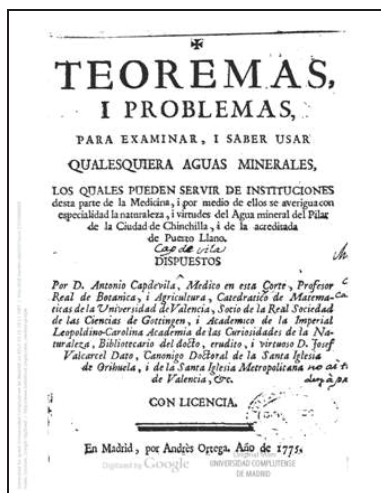 TEOREMAS,
I PROBLEMAS,
PARA EXAMINAR, I SABER USAR
QUALESQUIERA AGUAS MINERALES,
LOS QUALES PUEDEN SERVIR DE INSTITUCIONES
desta parte de la Medicina, i por medio de ellos se averigua con
especialidad la naturaleza, i virtudes del Agua mineral del Pilar
de la Ciudad de Chinchilla, i de la acreditada
de Puerto Llano.
Capdevila
DISPUESTOS
Por D. Antonio Capdevila, Medico en esta Corte, Profesor
Real de Botanica, i Agricultura, Catedratico de Matema-
ticas de la Universidad de Valencia, Socio de la Real Sociedad
de las Ciencias de Gottingen, i Academico de la Imperial
Leopoldino-Carolina Academia de las Curiosidades de la Na-
turaleza, Bibliotecario del docto, erudito, i virtuoso D. Josef
Valcarcel Dato, Canonigo Doctoral de la Santa Iglesia
de Orihuela, i de la Santa Iglesia Metropolitana
de Valencia, &c.
CON LICENCIA.
En Madrid, por Andrès Ortega. Año de 1775.
Digitized by Google
Original from
UNIVERSIDAD COMPLUTENSE
DE MADRID